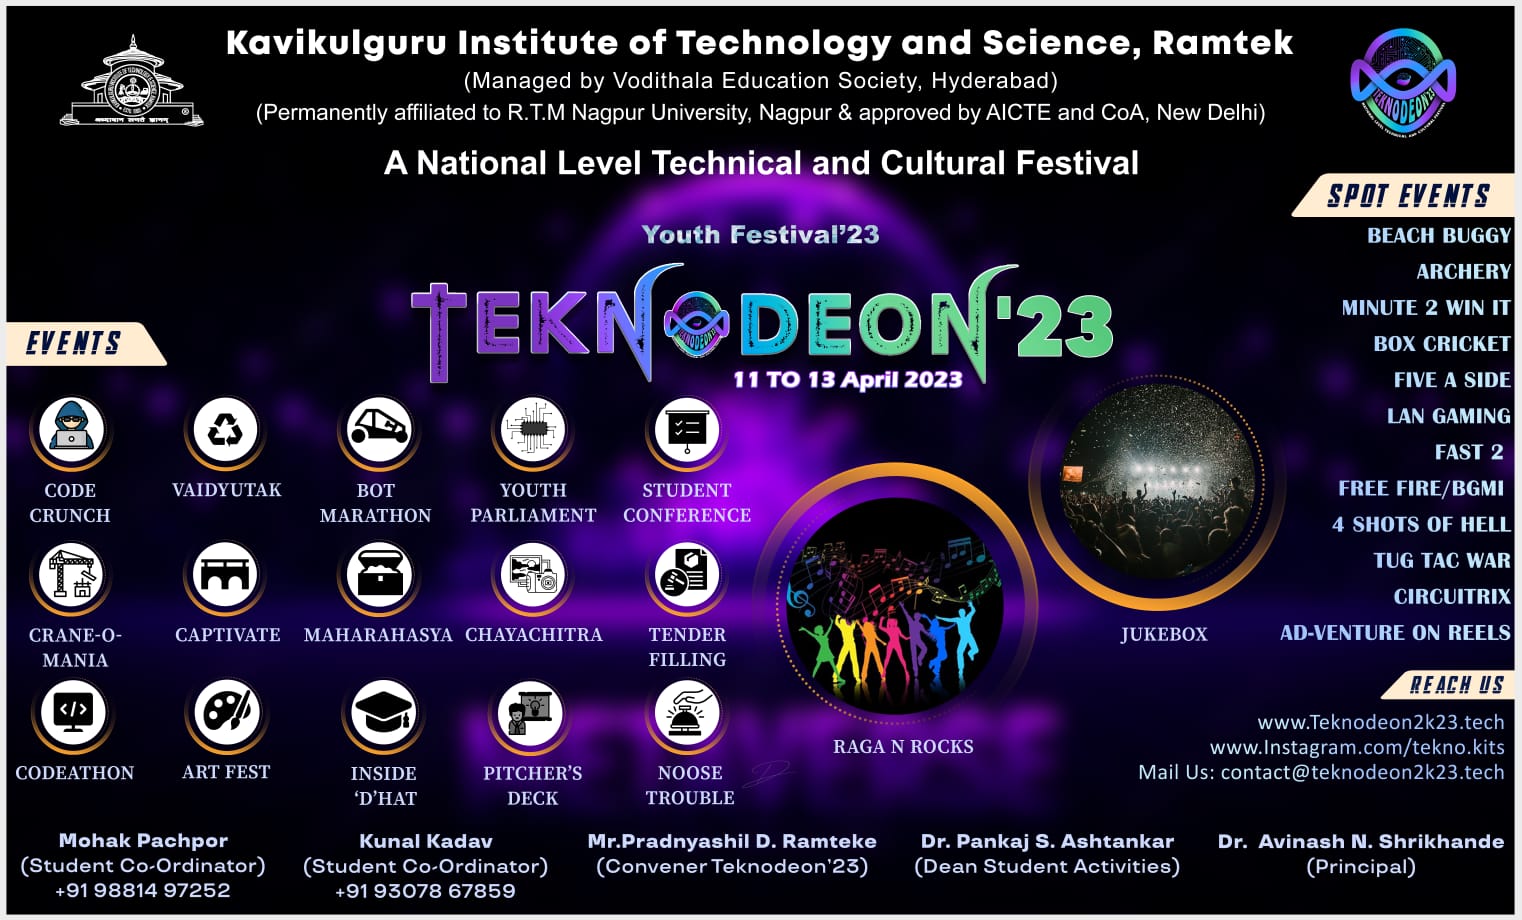 Kavikulguru Institute of Technology and Science, Ramtek
(Managed by Vodithala Education Society, Hyderabad)
(Permanently affiliated to R.T.M Nagpur University, Nagpur & approved by AICTE and CoA, New Delhi)
A National Level Technical and Cultural Festival
Youth Festival’23
TEKNODEON'23
11 TO 13 April 2023
EVENTS
CODE
CRUNCH
VAIDYUTAK
BOT
MARATHON
YOUTH
PARLIAMENT
STUDENT
CONFERENCE
CRANE-O-
MANIA
CAPTIVATE
MAHARAHASYA
CHAYACHITRA
TENDER
FILLING
CODEATHON
ART FEST
INSIDE
‘D’HAT
PITCHER’S
DECK
NOOSE
TROUBLE
RAGA N ROCKS
JUKEBOX
SPOT EVENTS
BEACH BUGGY
ARCHERY
MINUTE 2 WIN IT
BOX CRICKET
FIVE A SIDE
LAN GAMING
FAST 2
FREE FIRE/BGMI
4 SHOTS OF HELL
TUG TAC WAR
CIRCUITRIX
AD-VENTURE ON REELS
REACH US
www.Teknodeon2k23.tech
www.Instagram.com/tekno.kits
Mail Us: contact@teknodeon2k23.tech
Mohak Pachpor
(Student Co-Ordinator)
+91 98814 97252
Kunal Kadav
(Student Co-Ordinator)
+91 93078 67859
Mr.Pradnyashil D. Ramteke
(Convener Teknodeon’23)
Dr. Pankaj S. Ashtankar
(Dean Student Activities)
Dr. Avinash N. Shrikhande
(Principal)